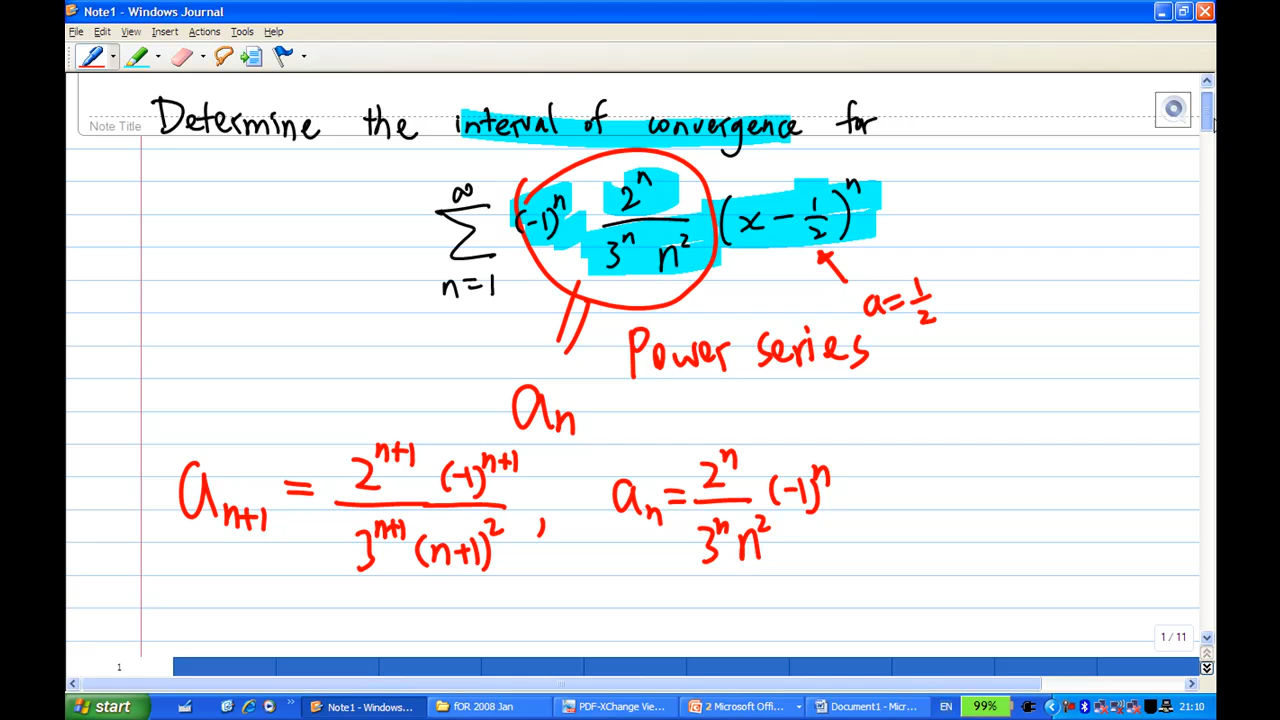 Note1 - Windows Journal
File Edit View Insert Actions Tools Help
Note Title
Determine the interval of convergence for
∞
∑ (-1)^n 2^n / (3^n n^2) (x - 1/2)^n
n=1
a = 1/2
Power series
a_n
a_{n+1} = 2^{n+1} (-1)^{n+1} / (3^{n+1} (n+1)^2) , a_n = 2^n / (3^n n^2) (-1)^n
1 / 11
1
start Note1 - Windows... fOR 2008 Jan PDF-XChange Vie... 2 Microsoft Offi... Document1 - Micr... EN 99% 21:10